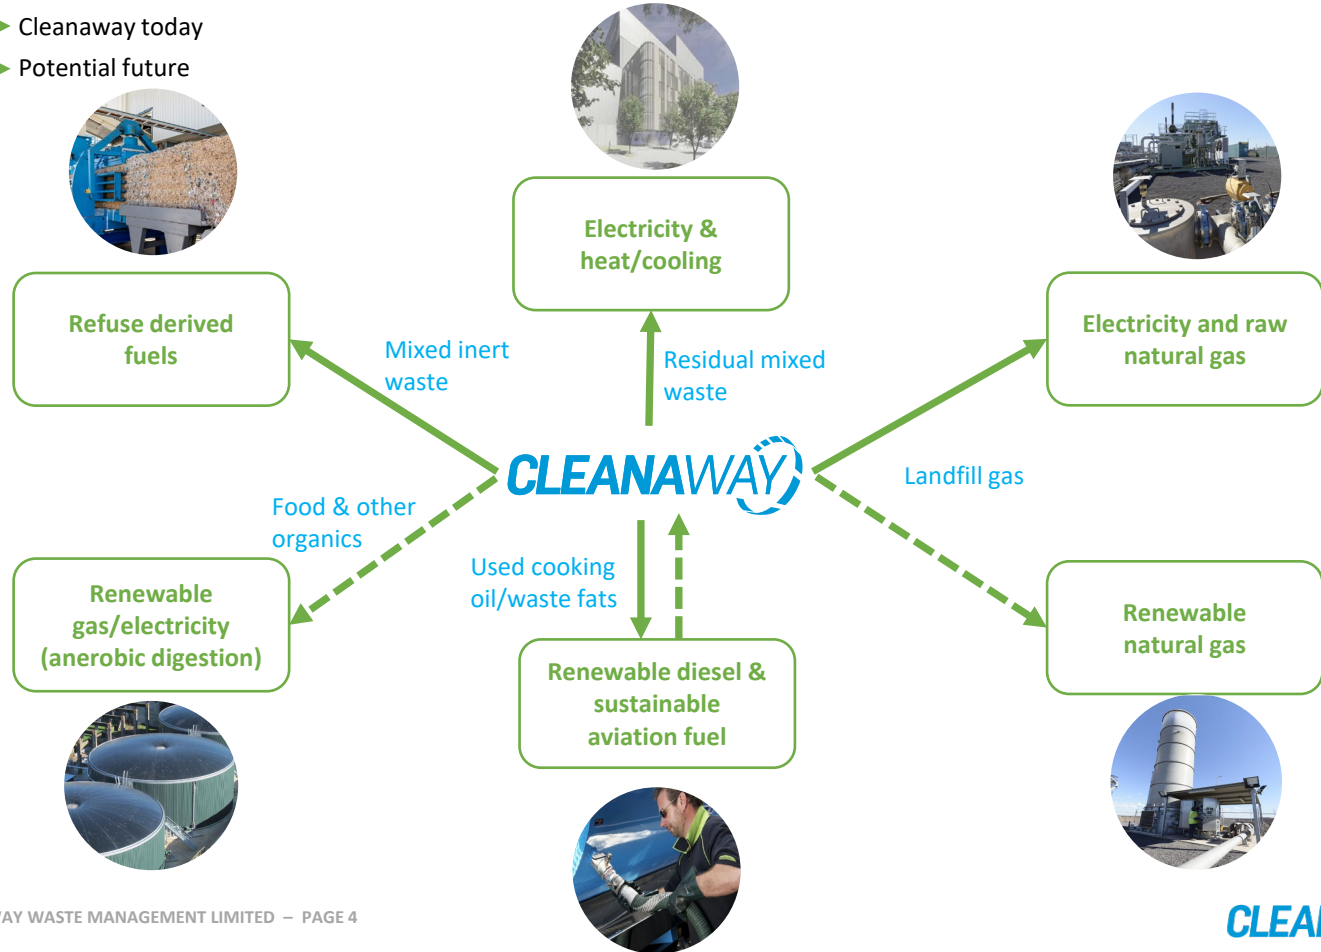 Cleanaway today
Potential future
Electricity &
heat/cooling
Refuse derived
fuels
Mixed inert
waste
Residual mixed
waste
Electricity and raw
natural gas
CLEANAWAY
Landfill gas
Food & other
organics
Used cooking
oil/waste fats
Renewable
gas/electricity
(anerobic digestion)
Renewable diesel &
sustainable
aviation fuel
Renewable
natural gas
WAY WASTE MANAGEMENT LIMITED – PAGE 4
CLEA